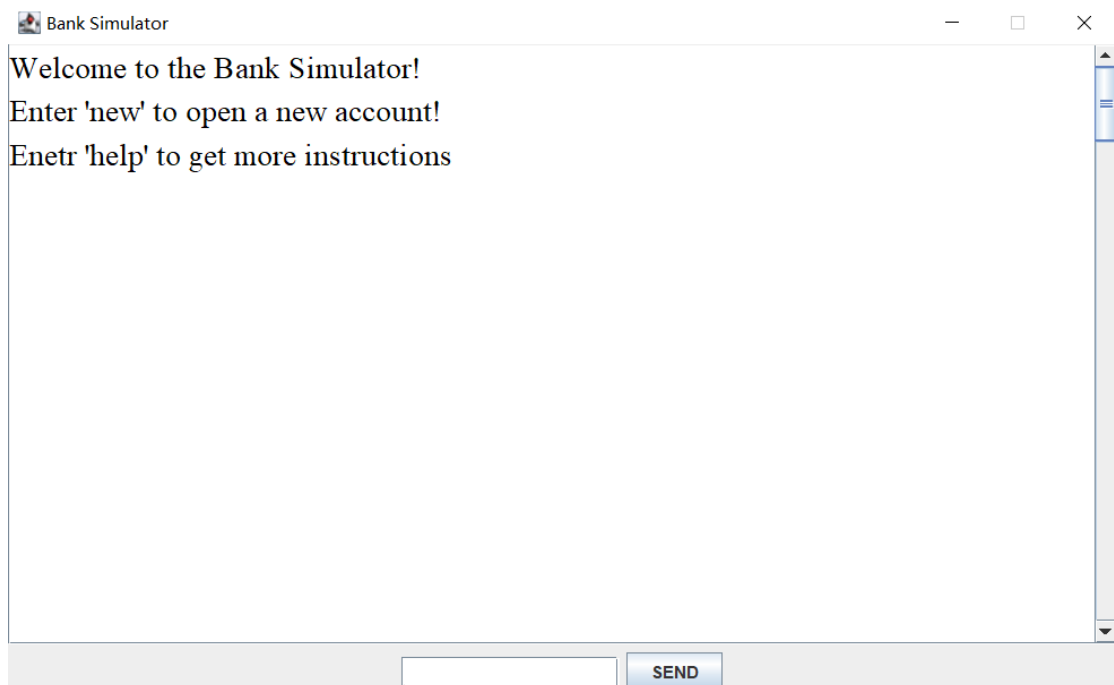 Bank Simulator
Welcome to the Bank Simulator!
Enter 'new' to open a new account!
Enetr 'help' to get more instructions
SEND